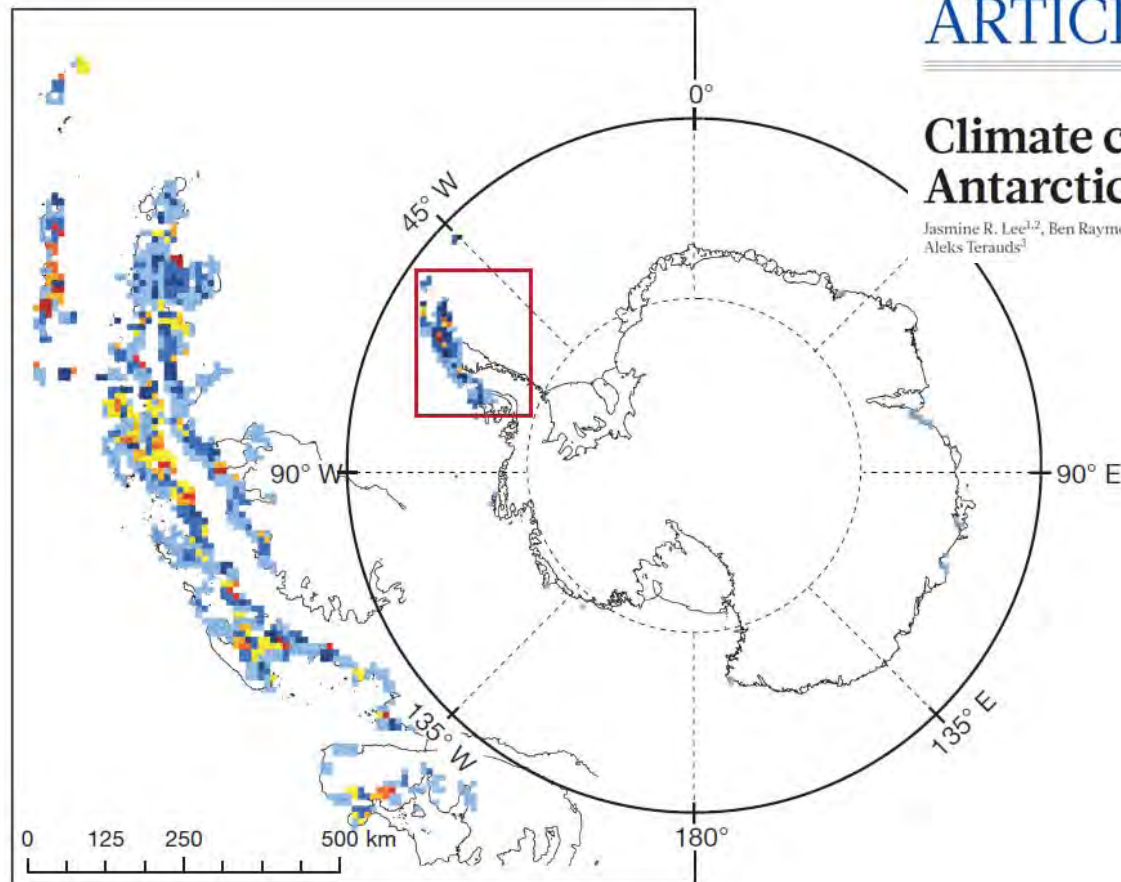 ARTICL
Climate c
Antarctic
Jasmine R. Lee1,2, Ben Raymo
Aleks Terauds3
0°
45° W
90° W
90° E
135° W
135° E
180°
0 125 250 500 km